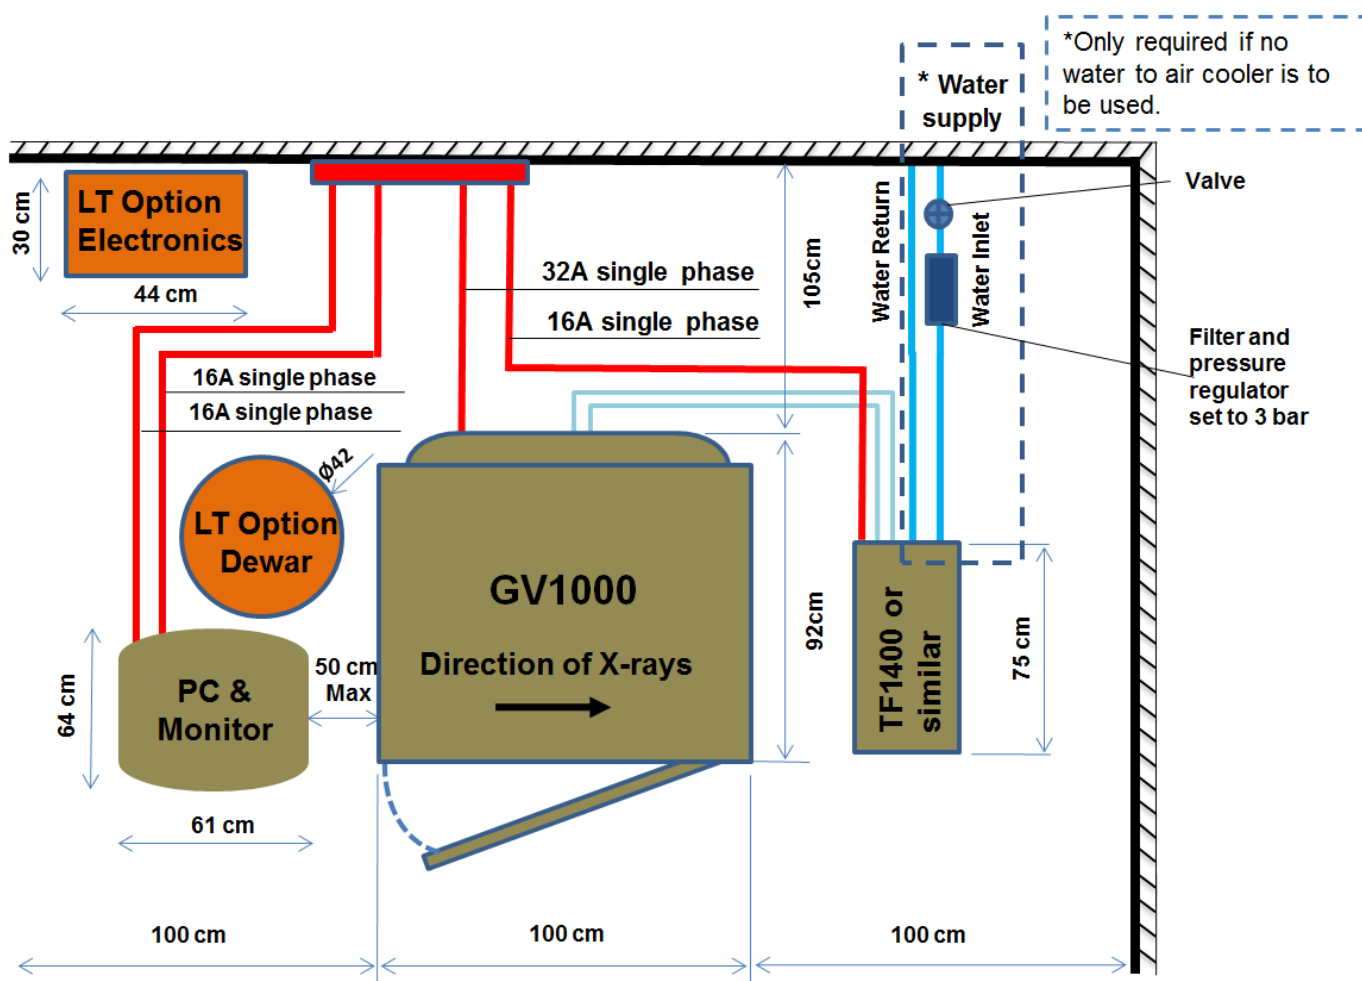 *Only required if no
water to air cooler is to
be used.
* Water
supply
LT Option
Electronics
30 cm
44 cm
Valve
Water Return
Water Inlet
105cm
32A single phase
16A single phase
Filter and
pressure
regulator
set to 3 bar
16A single phase
16A single phase
Ø42
LT Option
Dewar
GV1000
Direction of X-rays
92cm
TF1400 or
similar
75 cm
50 cm
Max
PC &
Monitor
64 cm
61 cm
100 cm
100 cm
100 cm